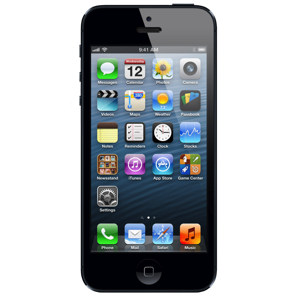 9:41 AM
Wednesday
12
Messages Calendar Photos Camera
Videos Maps Weather Passbook
Notes Reminders Clock Stocks
Newsstand iTunes App Store Game Center
Settings
Phone Mail Safari Music